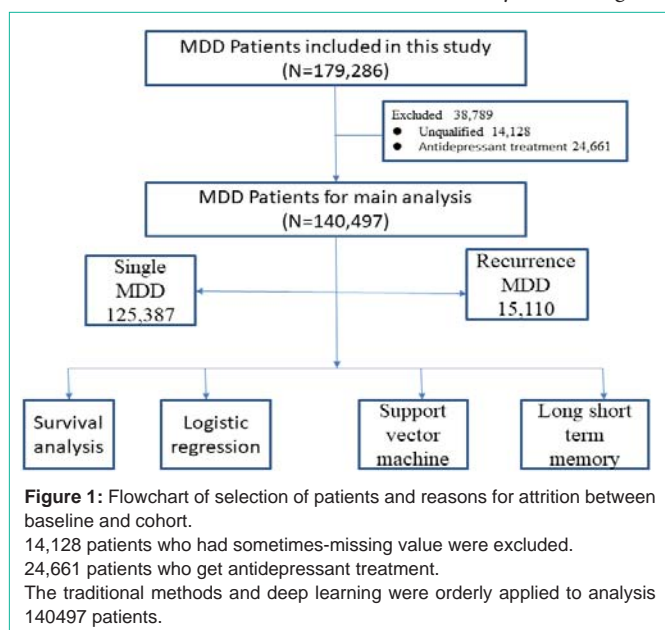 MDD Patients included in this study
(N=179,286)
Excluded 38,789
● Unqualified 14,128
● Antidepressant treatment 24,661
MDD Patients for main analysis
(N=140,497)
Single
MDD
125,387
Recurrence
MDD
15,110
Survival
analysis
Logistic
regression
Support
vector
machine
Long short
term
memory
Figure 1: Flowchart of selection of patients and reasons for attrition between
baseline and cohort.
14,128 patients who had sometimes-missing value were excluded.
24,661 patients who get antidepressant treatment.
The traditional methods and deep learning were orderly applied to analysis
140497 patients.